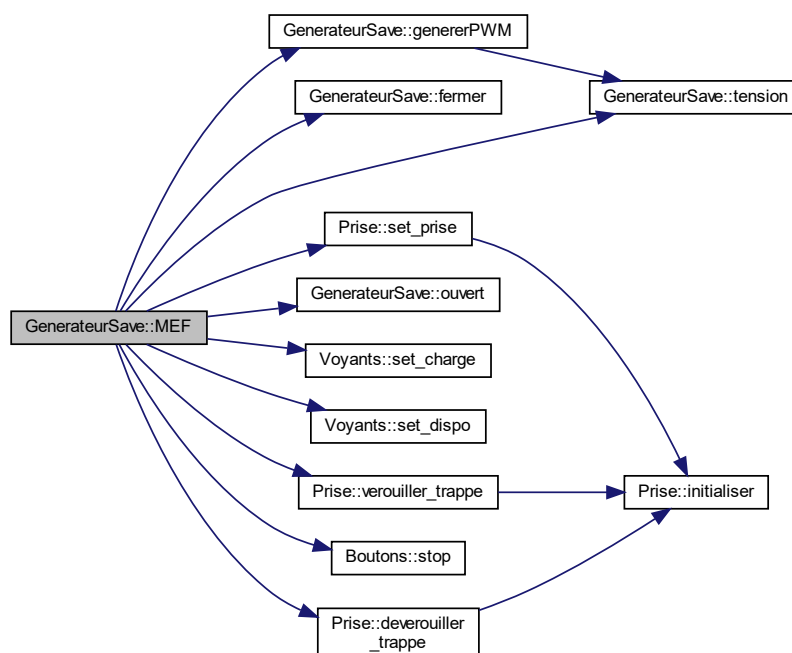 GenerateurSave::genererPWM
GenerateurSave::fermer
GenerateurSave::tension
Prise::set_prise
GenerateurSave::ouvert
GenerateurSave::MEF
Voyants::set_charge
Voyants::set_dispo
Prise::verouiller_trappe
Prise::initialiser
Boutons::stop
Prise::deverouiller
_trappe